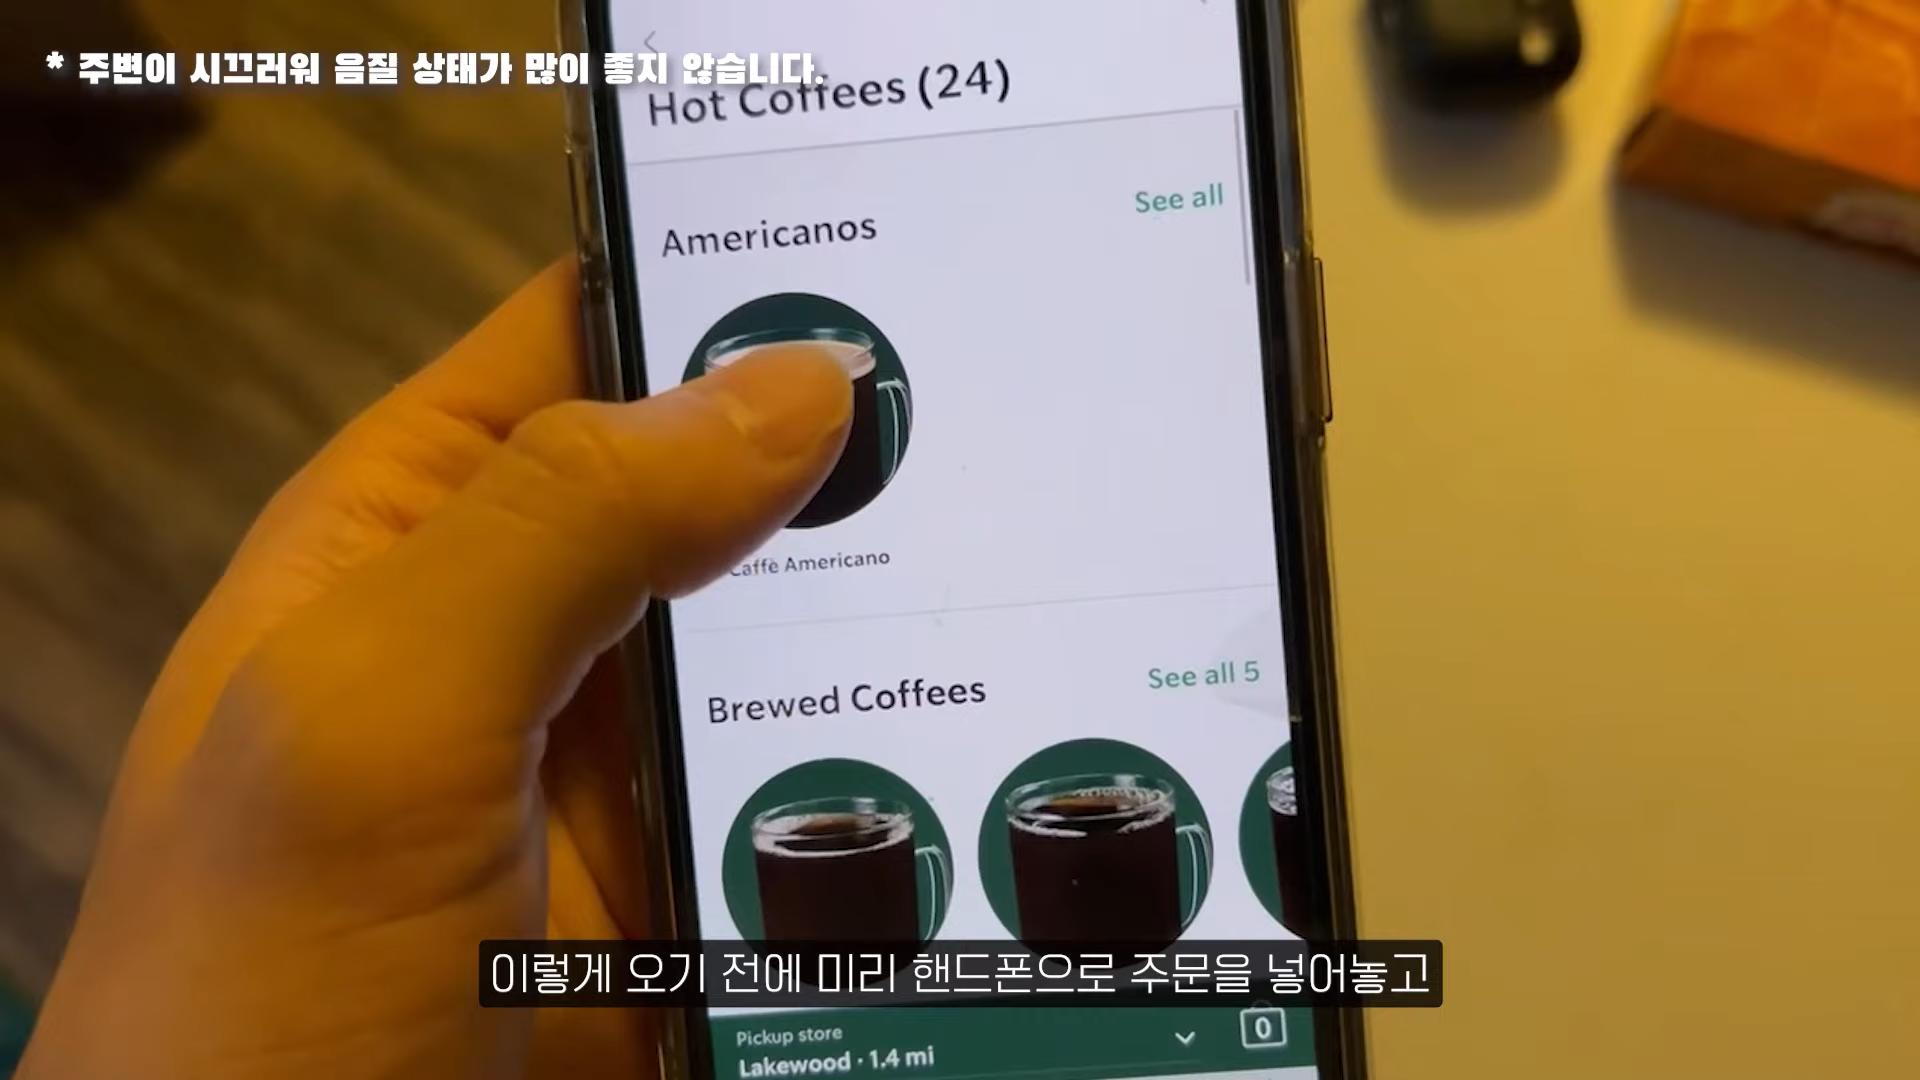 * 주변이 시끄러워 음질 상태가 많이 좋지 않습니다.
Hot Coffees (24)
See all
Americanos
Caffè Americano
See all 5
Brewed Coffees
이렇게 오기 전에 미리 핸드폰으로 주문을 넣어놓고
Pickup store
0
Lakewood · 1.4 mi